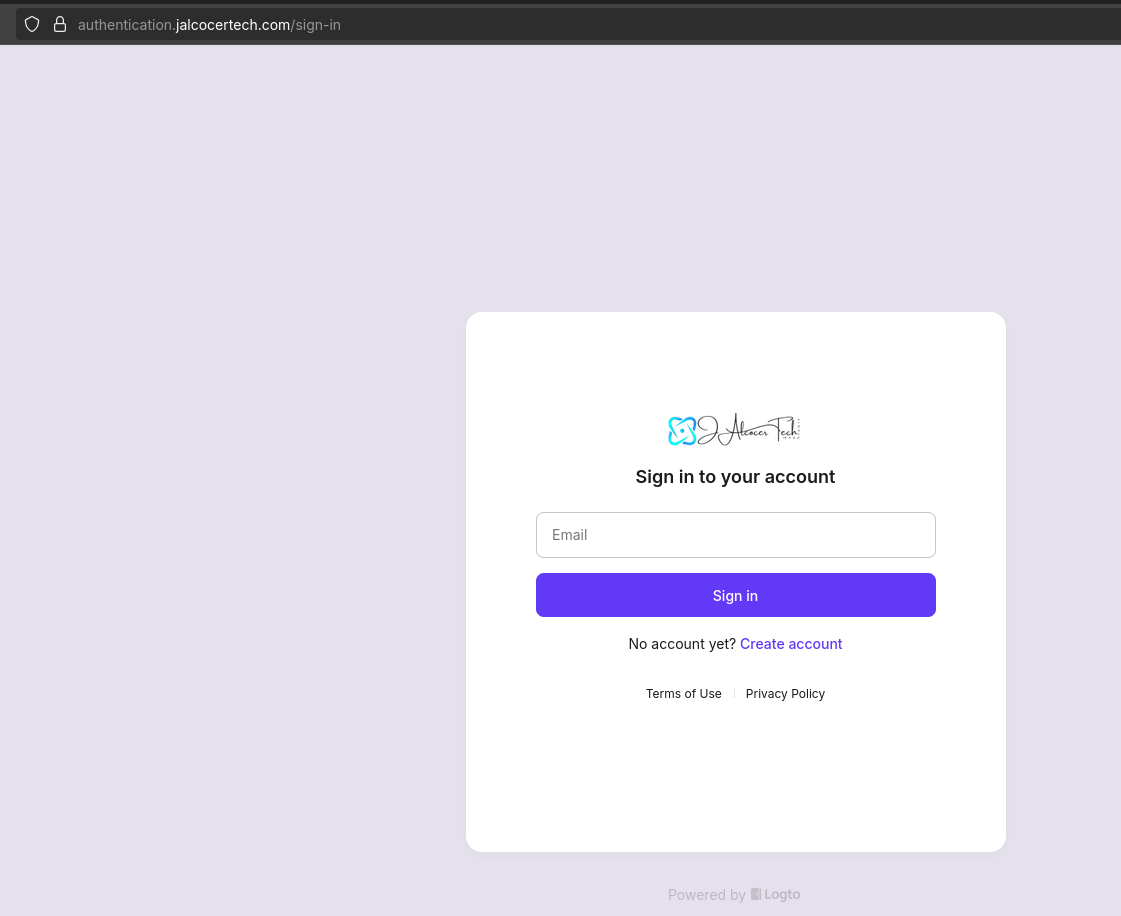 authentication.jalcocertech.com/sign-in
J Alcocer Tech
Sign in to your account
Email
Sign in
No account yet? Create account
Terms of Use
Privacy Policy
Powered by Logto